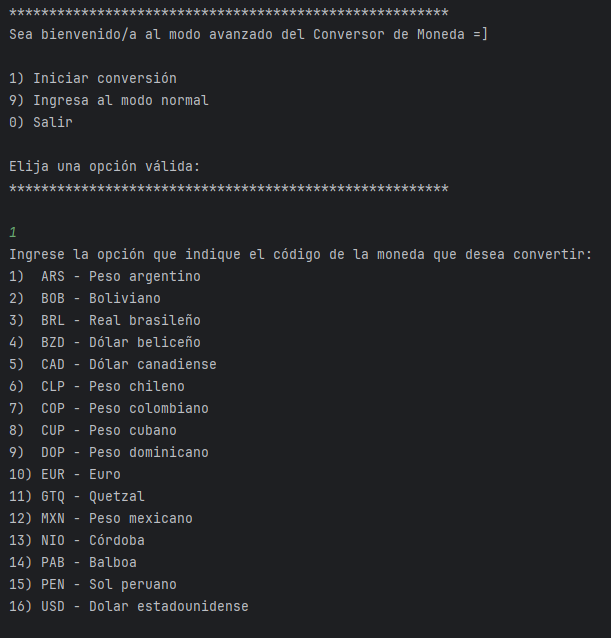 *******************************************************
Sea bienvenido/a al modo avanzado del Conversor de Moneda =]
1) Iniciar conversión
9) Ingresa al modo normal
0) Salir
Elija una opción válida:
*******************************************************
1
Ingrese la opción que indique el código de la moneda que desea convertir:
1)  ARS - Peso argentino
2)  BOB - Boliviano
3)  BRL - Real brasileño
4)  BZD - Dólar beliceño
5)  CAD - Dólar canadiense
6)  CLP - Peso chileno
7)  COP - Peso colombiano
8)  CUP - Peso cubano
9)  DOP - Peso dominicano
10) EUR - Euro
11) GTQ - Quetzal
12) MXN - Peso mexicano
13) NIO - Córdoba
14) PAB - Balboa
15) PEN - Sol peruano
16) USD - Dolar estadounidense